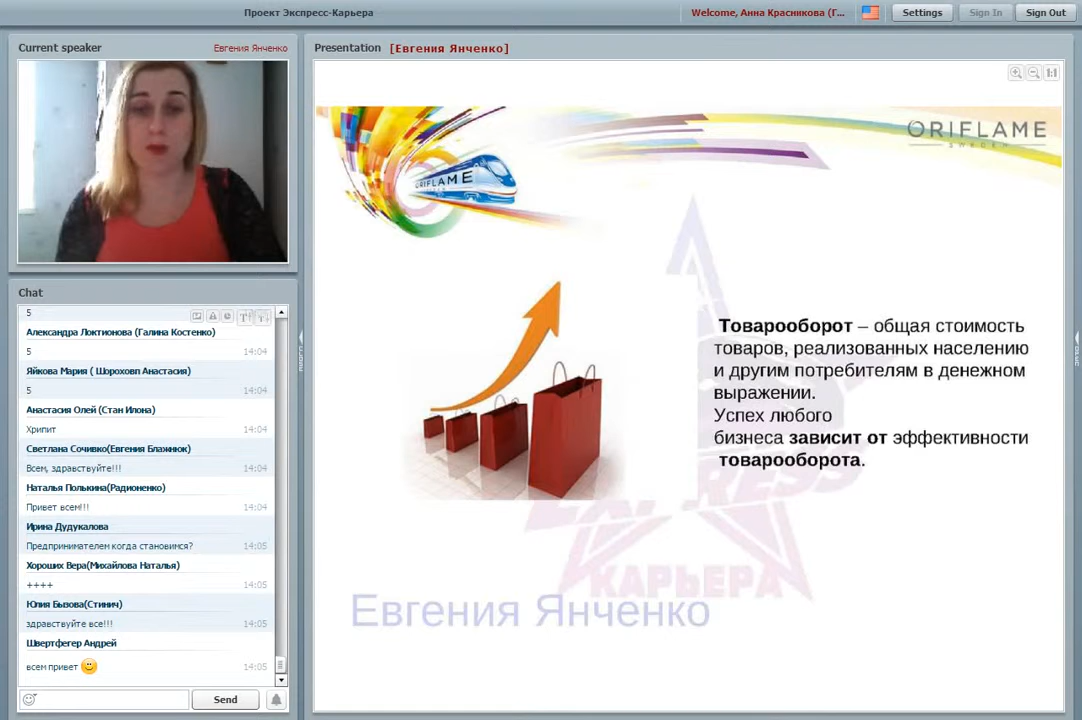 Проект Экспресс-Карьера
Welcome, Анна Красникова (Г...
Settings
Sign In
Sign Out
Current speaker
Евгения Янченко
Presentation [Евгения Янченко]
ORIFLAME
SWEDEN
ORIFLAME
Товарооборот – общая стоимость
товаров, реализованных населению
и другим потребителям в денежном
выражении.
Успех любого
бизнеса зависит от эффективности
товарооборота.
КАРЬЕРА
Евгения Янченко
Chat
5
Александра Локтионова (Галина Костенко)
5 14:04
Яйкова Мария ( Шороховп Анастасия)
5 14:04
Анастасия Олей (Стан Илона)
Хрипит 14:04
Светлана Сочивко(Евгения Блажнюк)
Всем, здравствуйте!!! 14:04
Наталья Полькина(Радионенко)
Привет всем!!! 14:04
Ирина Дудукалова
Предпринимателем когда становимся? 14:05
Хороших Вера(Михайлова Наталья)
++++ 14:05
Юлия Бызова(Стинич)
здравствуйте все!!! 14:05
Швертфегер Андрей
всем привет 14:05
Send